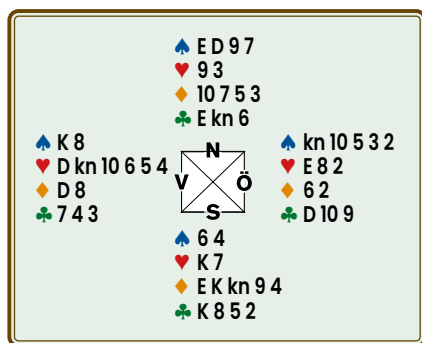 ♠ E D 9 7
♥ 9 3
♦ 10 7 5 3
♣ E kn 6
♠ K 8
♥ D kn 10 6 5 4
♦ D 8
♣ 7 4 3
N
V Ö
S
♠ kn 10 5 3 2
♥ E 8 2
♦ 6 2
♣ D 10 9
♠ 6 4
♥ K 7
♦ E K kn 9 4
♣ K 8 5 2